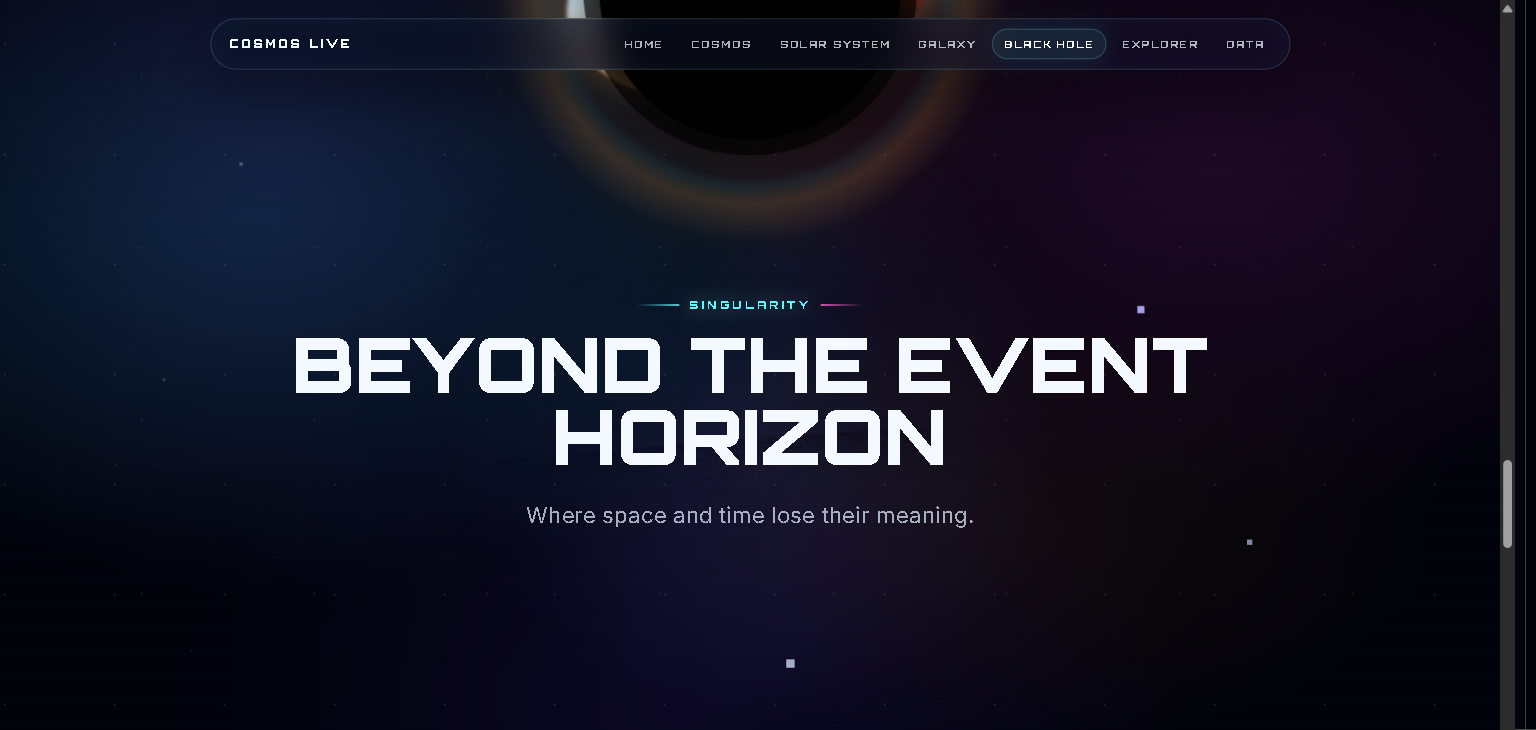 COSMOS LIVE HOME COSMOS SOLAR SYSTEM GALAXY BLACK HOLE EXPLORER DATA
SINGULARITY
BEYOND THE EVENT
HORIZON
Where space and time lose their meaning.